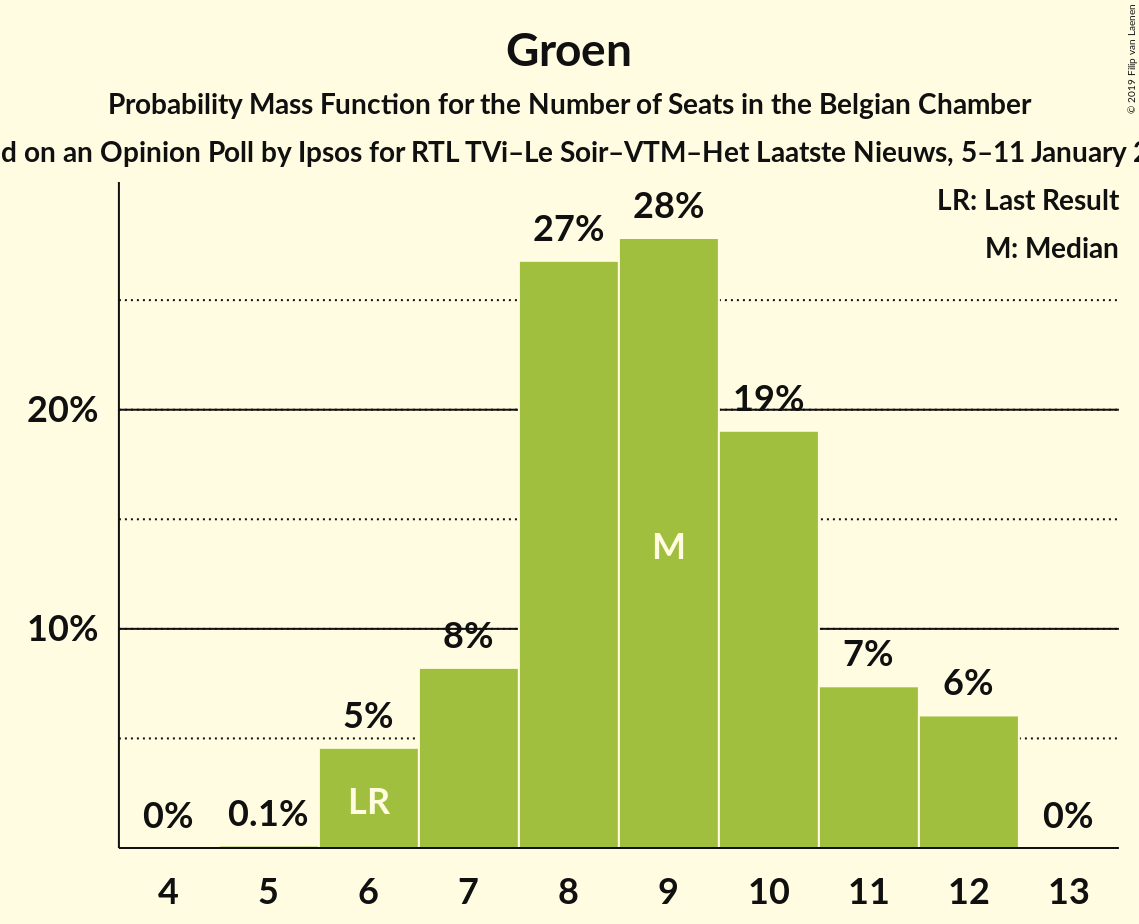 Groen
Probability Mass Function for the Number of Seats in the Belgian Chamber
on an Opinion Poll by Ipsos for RTL TVi–Le Soir–VTM–Het Laatste Nieuws, 5–11 January
© 2019 Filip van Laenen
LR: Last Result
M: Median
28%
27%
20%
19%
M
10%
8%
7%
6%
5%
LR
0%
0.1%
0%
4 5 6 7 8 9 10 11 12 13